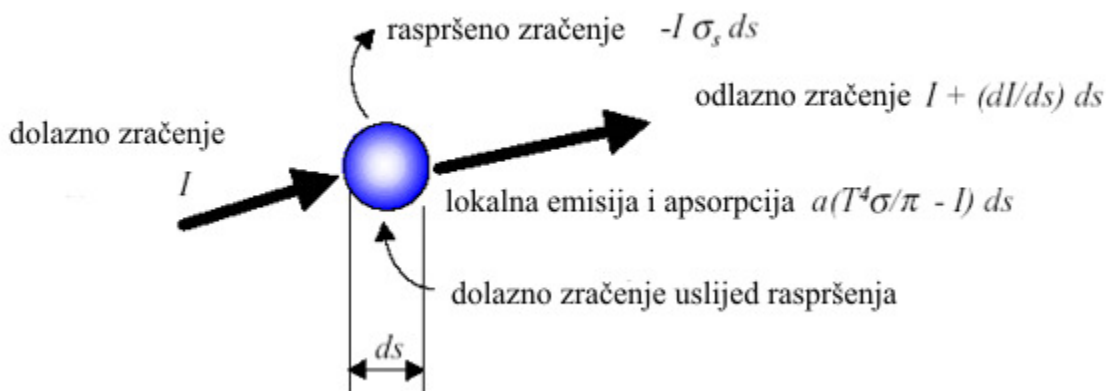 raspršeno zračenje -I σₛ ds
odlazno zračenje I + (dI/ds) ds
dolazno zračenje
I
lokalna emisija i apsorpcija a(T⁴σ/π - I) ds
dolazno zračenje uslijed raspršenja
ds